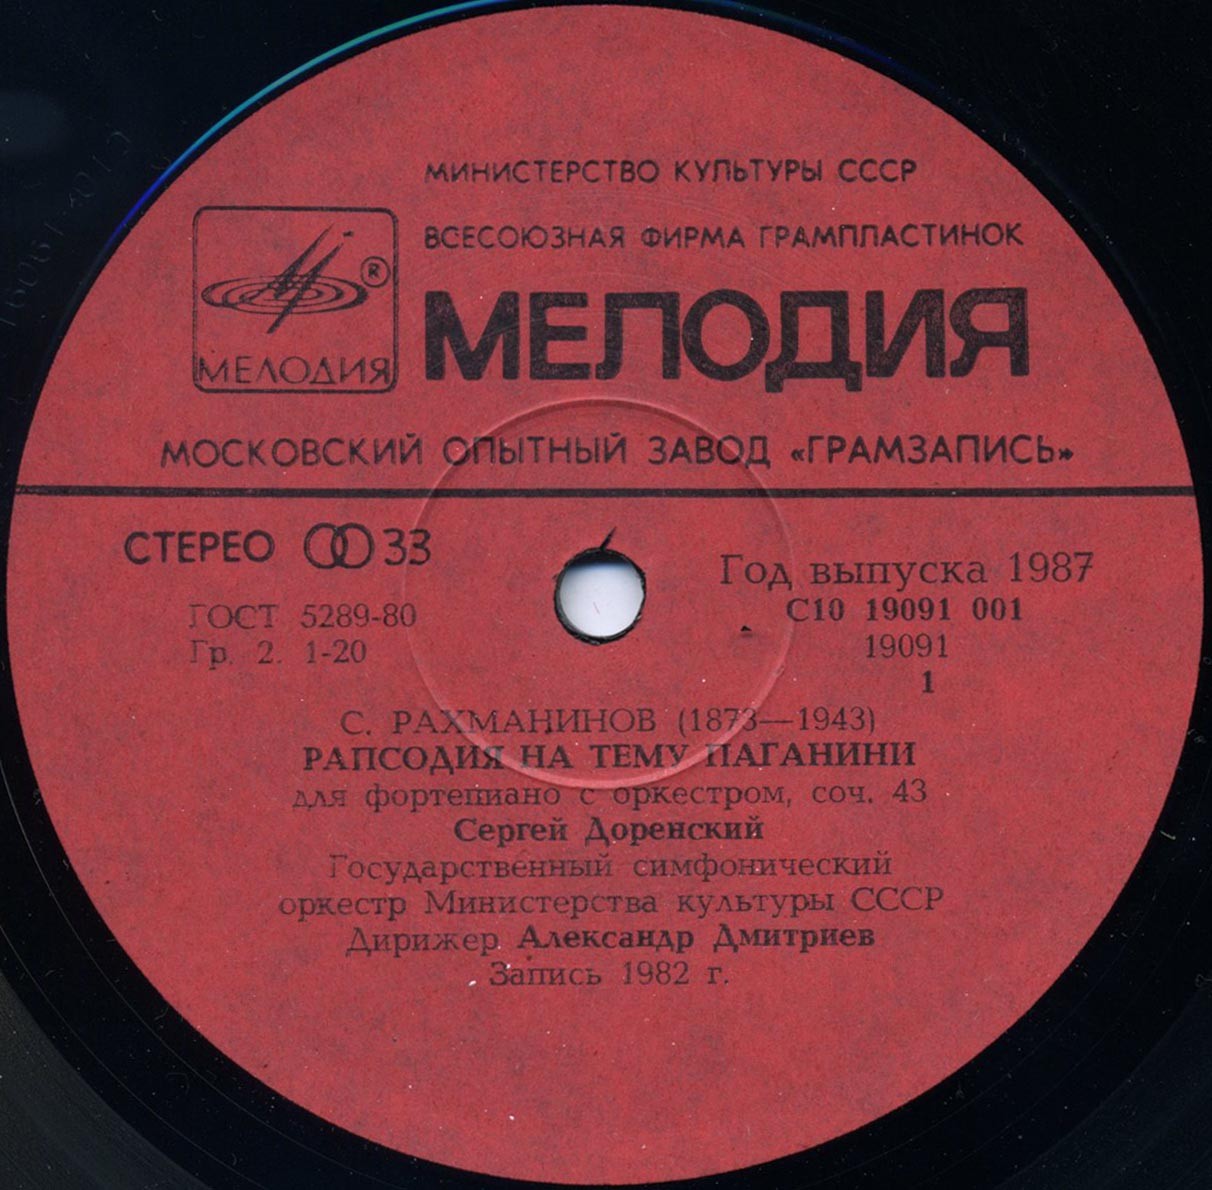 МИНИСТЕРСТВО КУЛЬТУРЫ СССР
ВСЕСОЮЗНАЯ ФИРМА ГРАМПЛАСТИНОК
МЕЛОДИЯ
®
МЕЛОДИЯ
МОСКОВСКИЙ ОПЫТНЫЙ ЗАВОД «ГРАМЗАПИСЬ»
СТЕРЕО 33
ГОСТ 5289-80
Гр. 2. 1-20
Год выпуска 1987
С10 19091 001
19091
1
С. РАХМАНИНОВ (1873—1943)
РАПСОДИЯ НА ТЕМУ ПАГАНИНИ
для фортепиано с оркестром, соч. 43
Сергей Доренский
Государственный симфонический
оркестр Министерства культуры СССР
Дирижер Александр Дмитриев
Запись 1982 г.